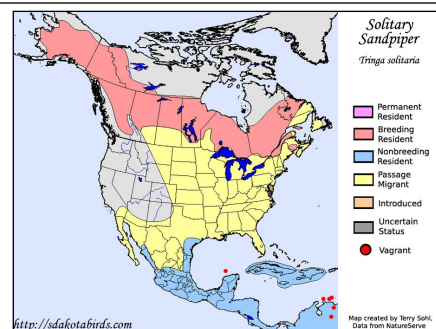 Solitary
Sandpiper
Tringa solitaria
Permanent
Resident
Breeding
Resident
Nonbreeding
Resident
Passage
Migrant
Introduced
Uncertain
Status
Vagrant
Map created by Terry Sohl,
Data from NatureServe
http://sdakotabirds.com